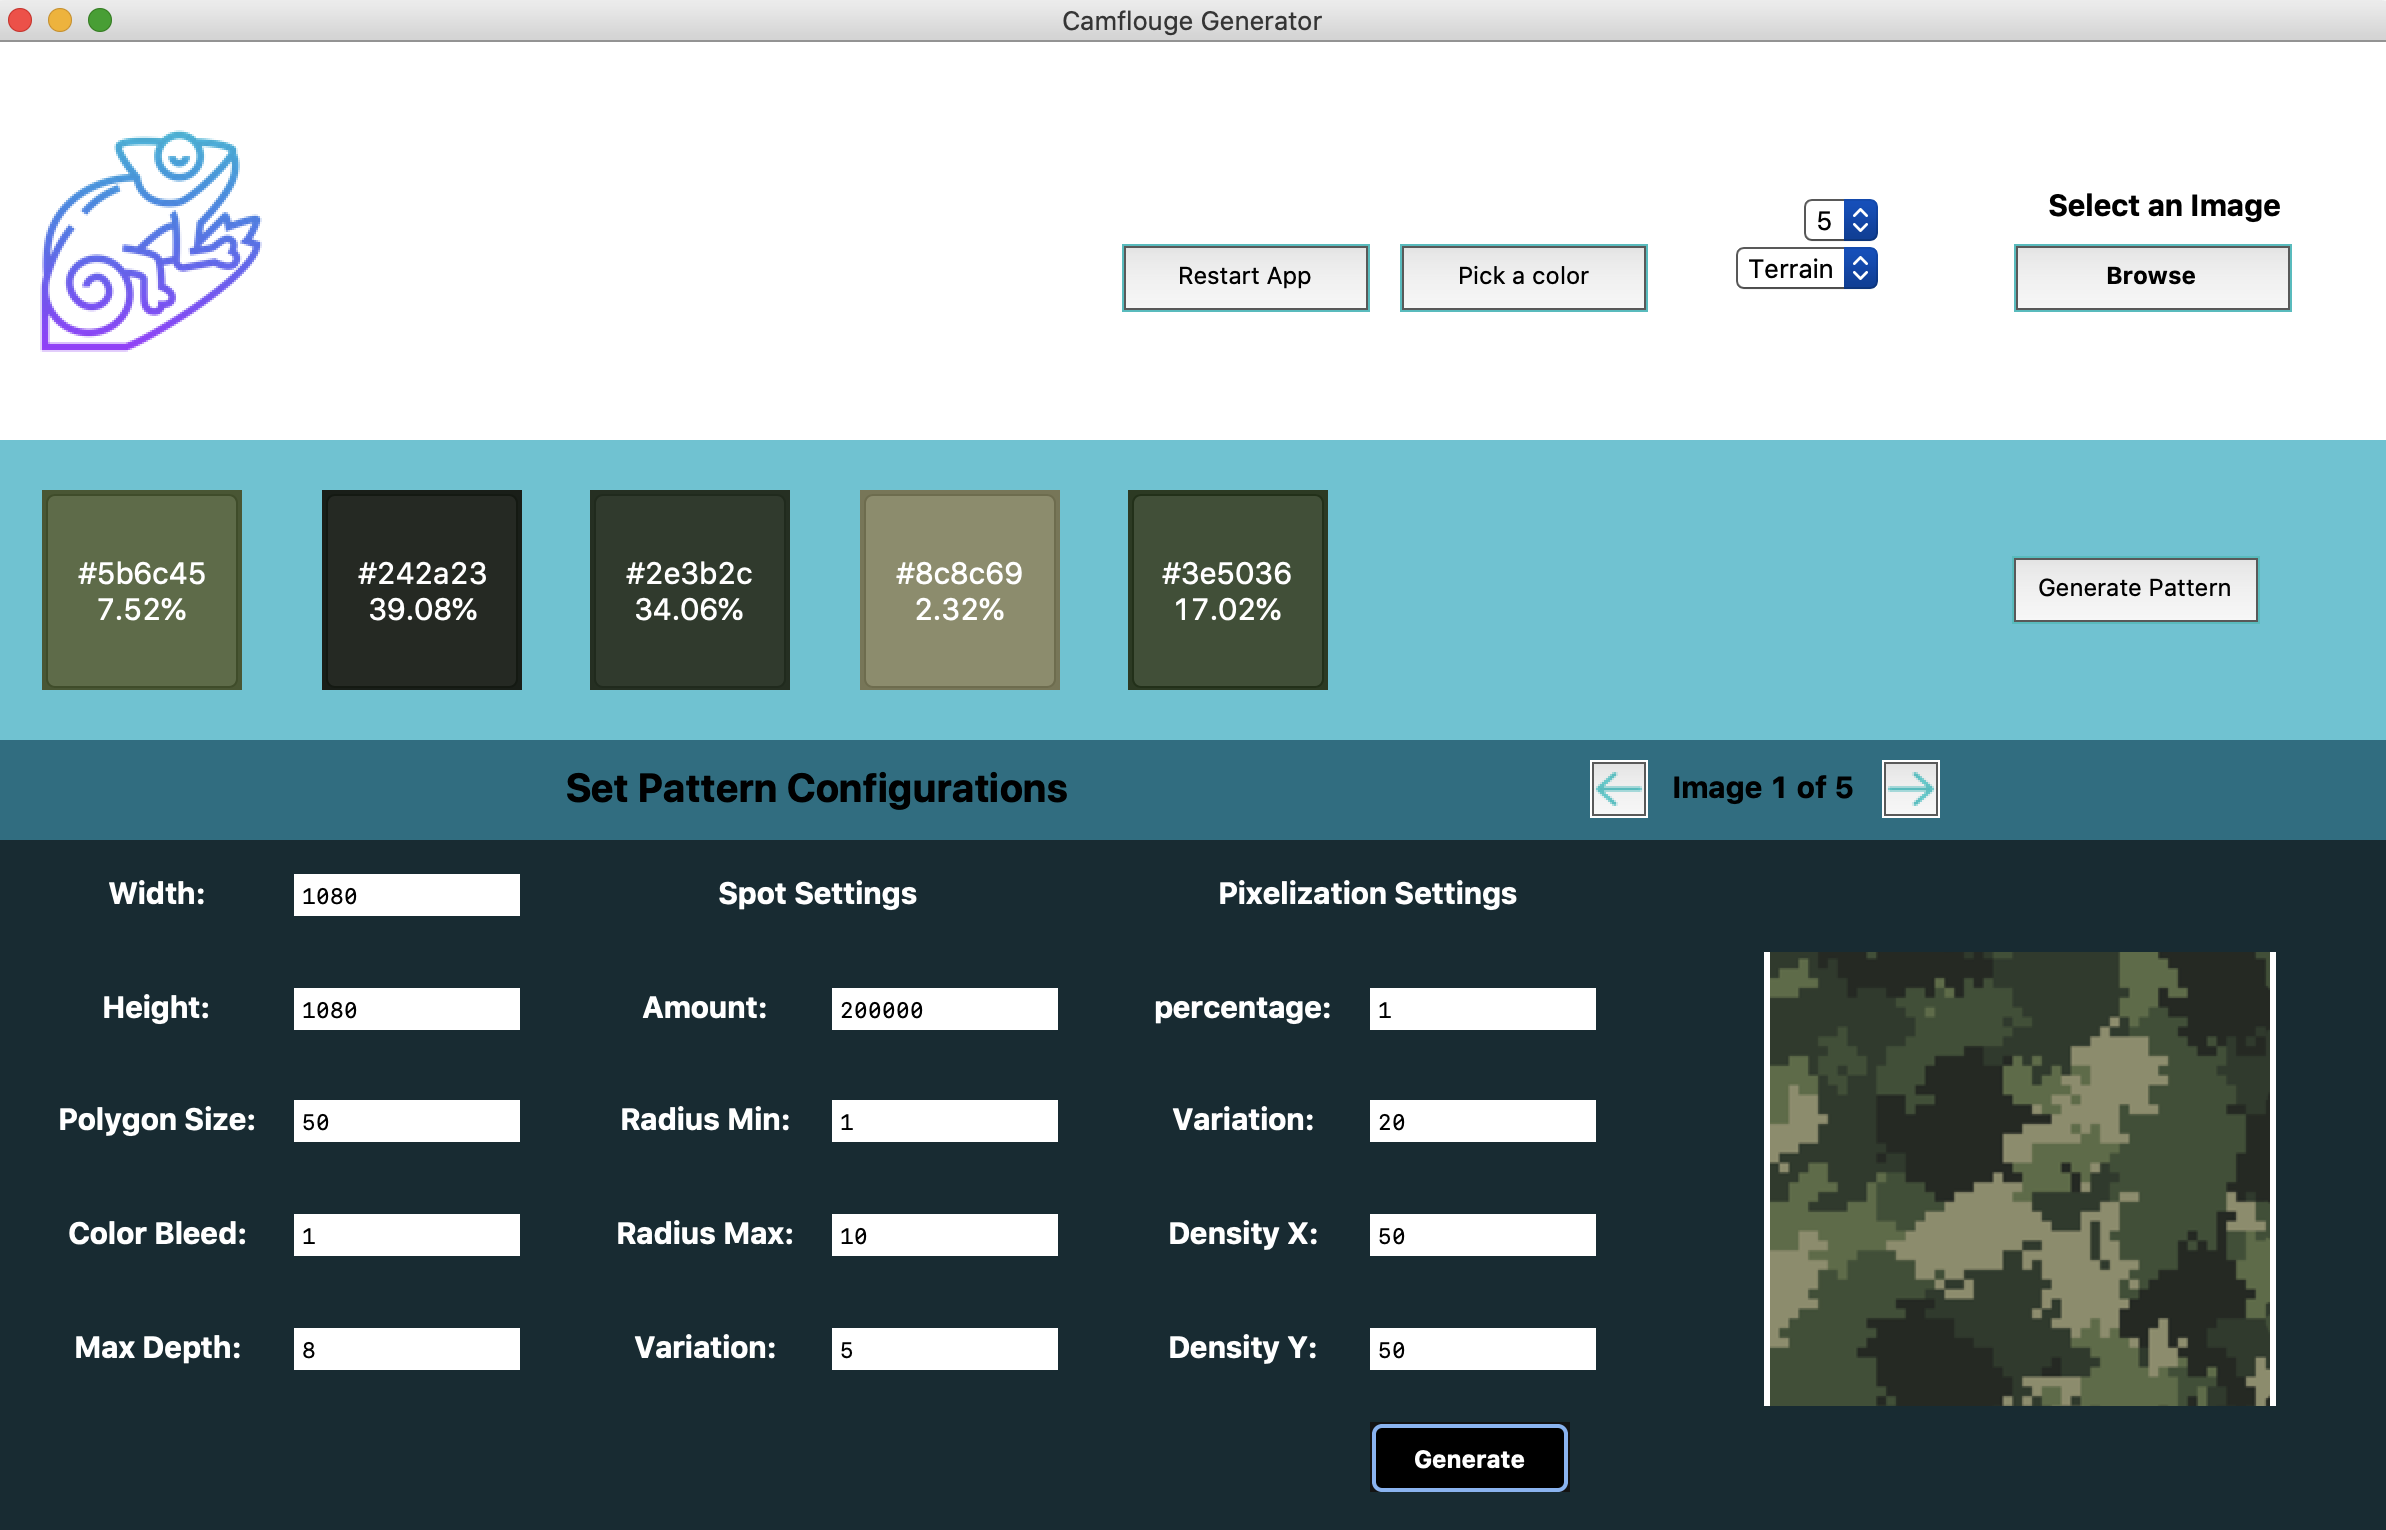 Camflouge Generator
Select an Image
5
Restart App
Pick a color
Terrain
Browse
#5b6c45
7.52%
#242a23
39.08%
#2e3b2c
34.06%
#8c8c69
2.32%
#3e5036
17.02%
Generate Pattern
Set Pattern Configurations
Image 1 of 5
Width: 1080
Spot Settings
Pixelization Settings
Height: 1080
Amount: 200000
percentage: 1
Polygon Size: 50
Radius Min: 1
Variation: 20
Color Bleed: 1
Radius Max: 10
Density X: 50
Max Depth: 8
Variation: 5
Density Y: 50
Generate